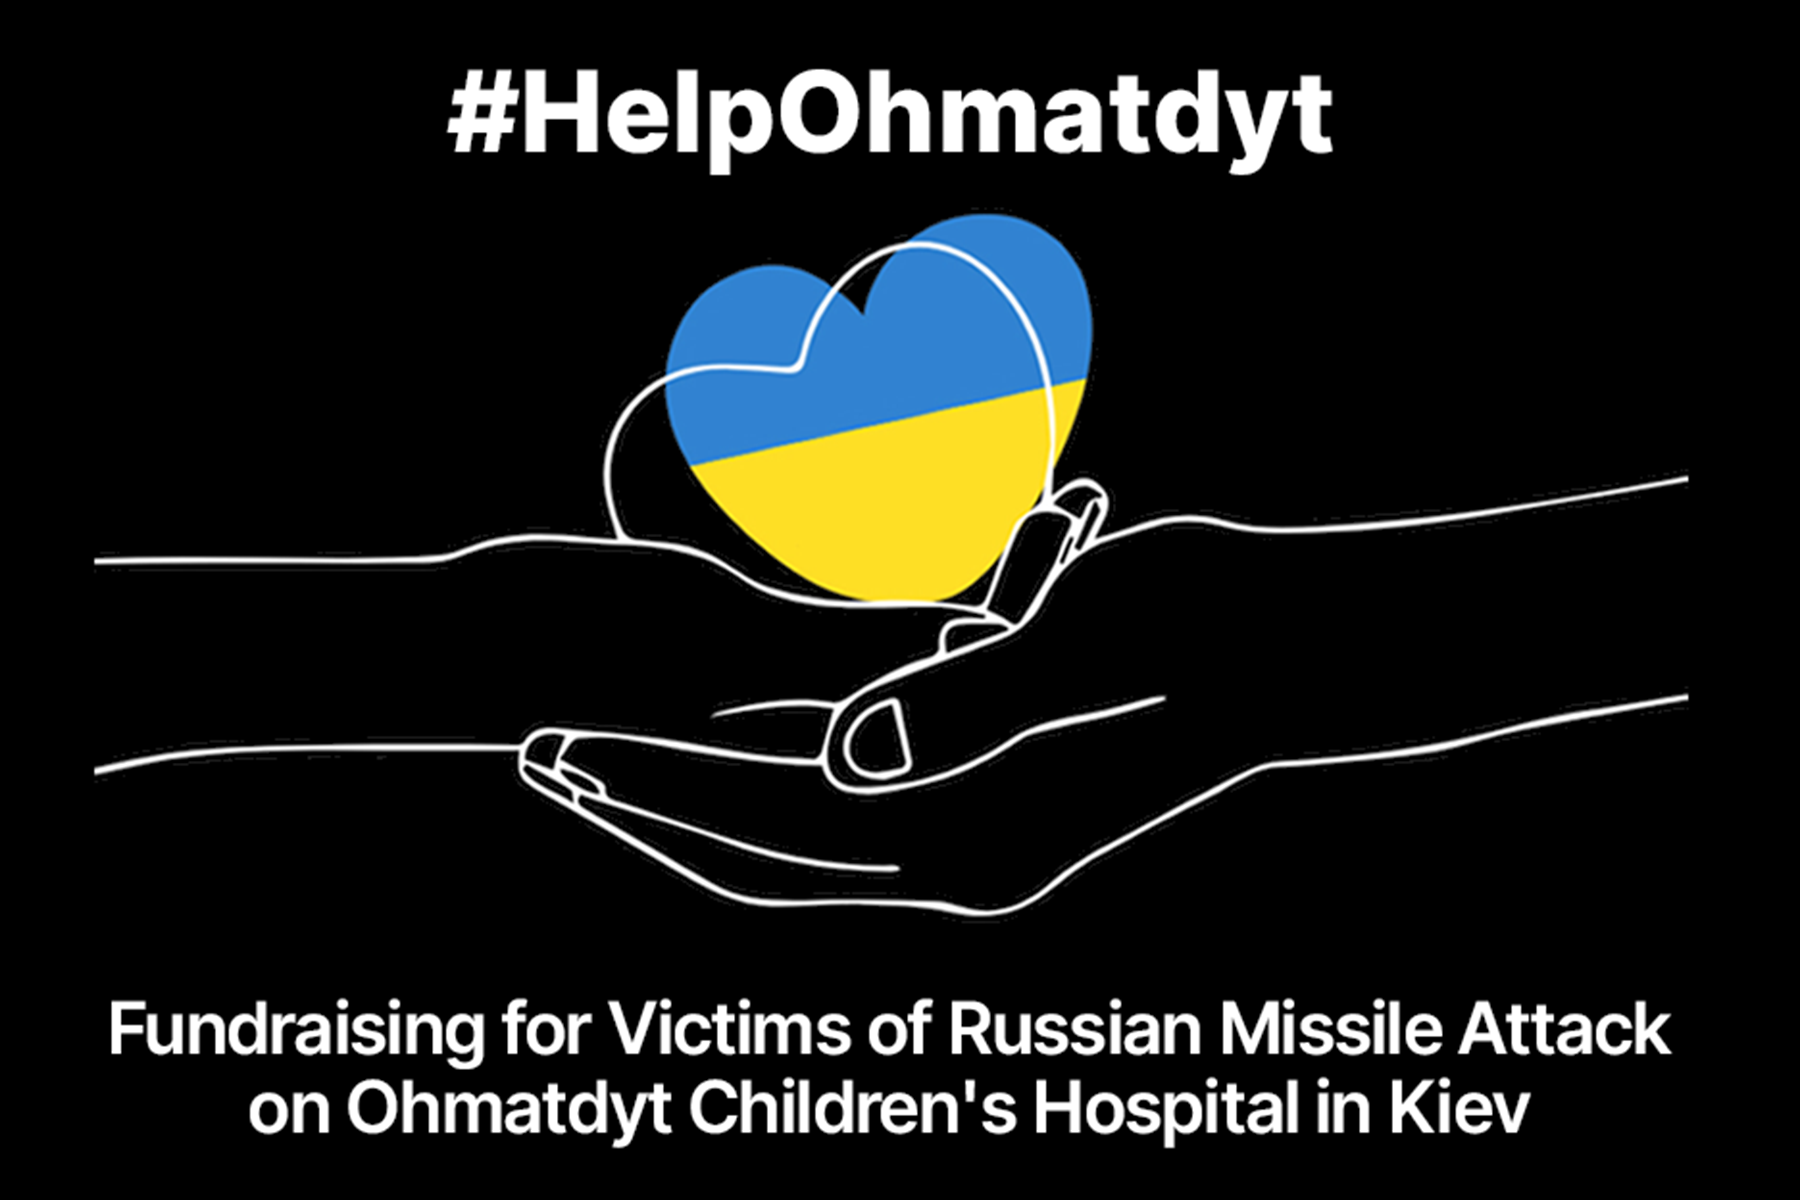 #HelpOhmatdyt
Fundraising for Victims of Russian Missile Attack
on Ohmatdyt Children's Hospital in Kiev